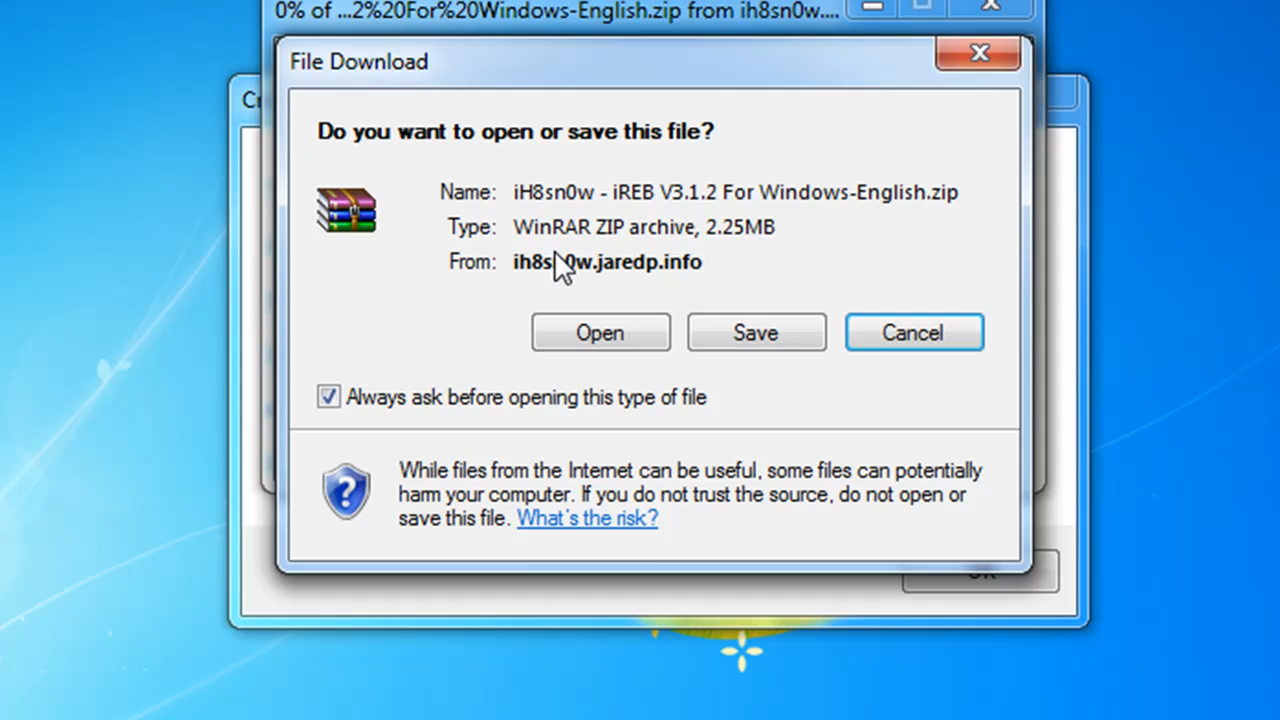 0% of ...2%20For%20Windows-English.zip from ih8sn0w....
File Download
Do you want to open or save this file?
Name: iH8sn0w - iREB V3.1.2 For Windows-English.zip
Type: WinRAR ZIP archive, 2.25MB
From: ih8sn0w.jaredp.info
Open Save Cancel
Always ask before opening this type of file
While files from the Internet can be useful, some files can potentially
harm your computer. If you do not trust the source, do not open or
save this file. What's the risk?
OK